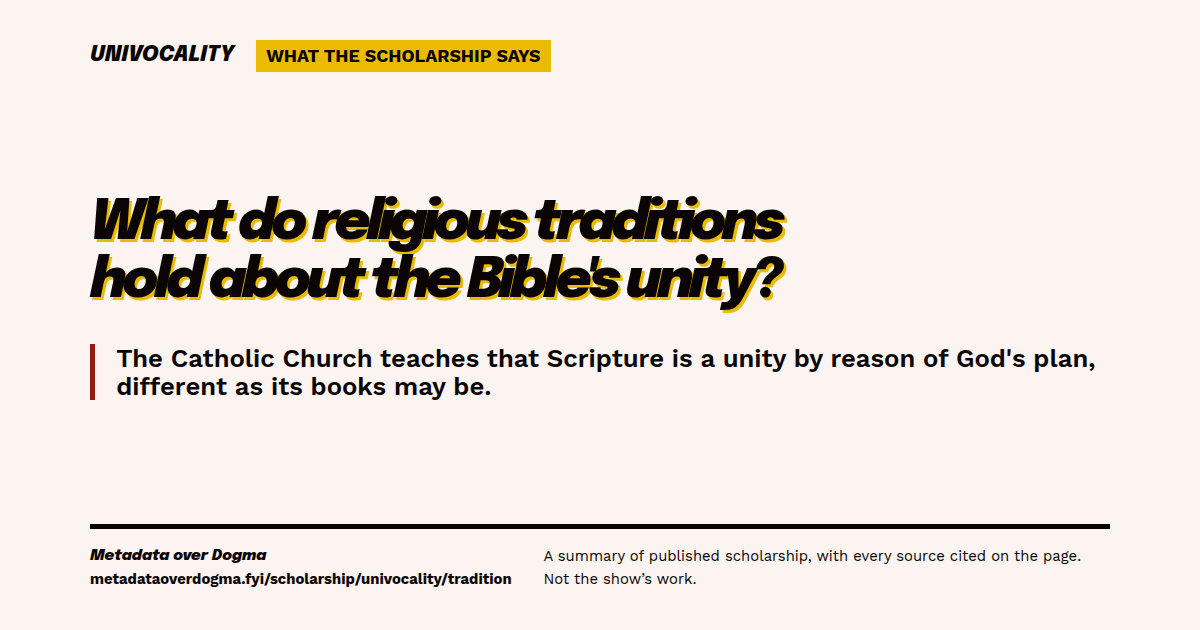 UNIVOCALITY
WHAT THE SCHOLARSHIP SAYS
What do religious traditions
hold about the Bible's unity?
The Catholic Church teaches that Scripture is a unity by reason of God's plan,
different as its books may be.
Metadata over Dogma
metadataoverdogma.fyi/scholarship/univocality/tradition
A summary of published scholarship, with every source cited on the page.
Not the show’s work.